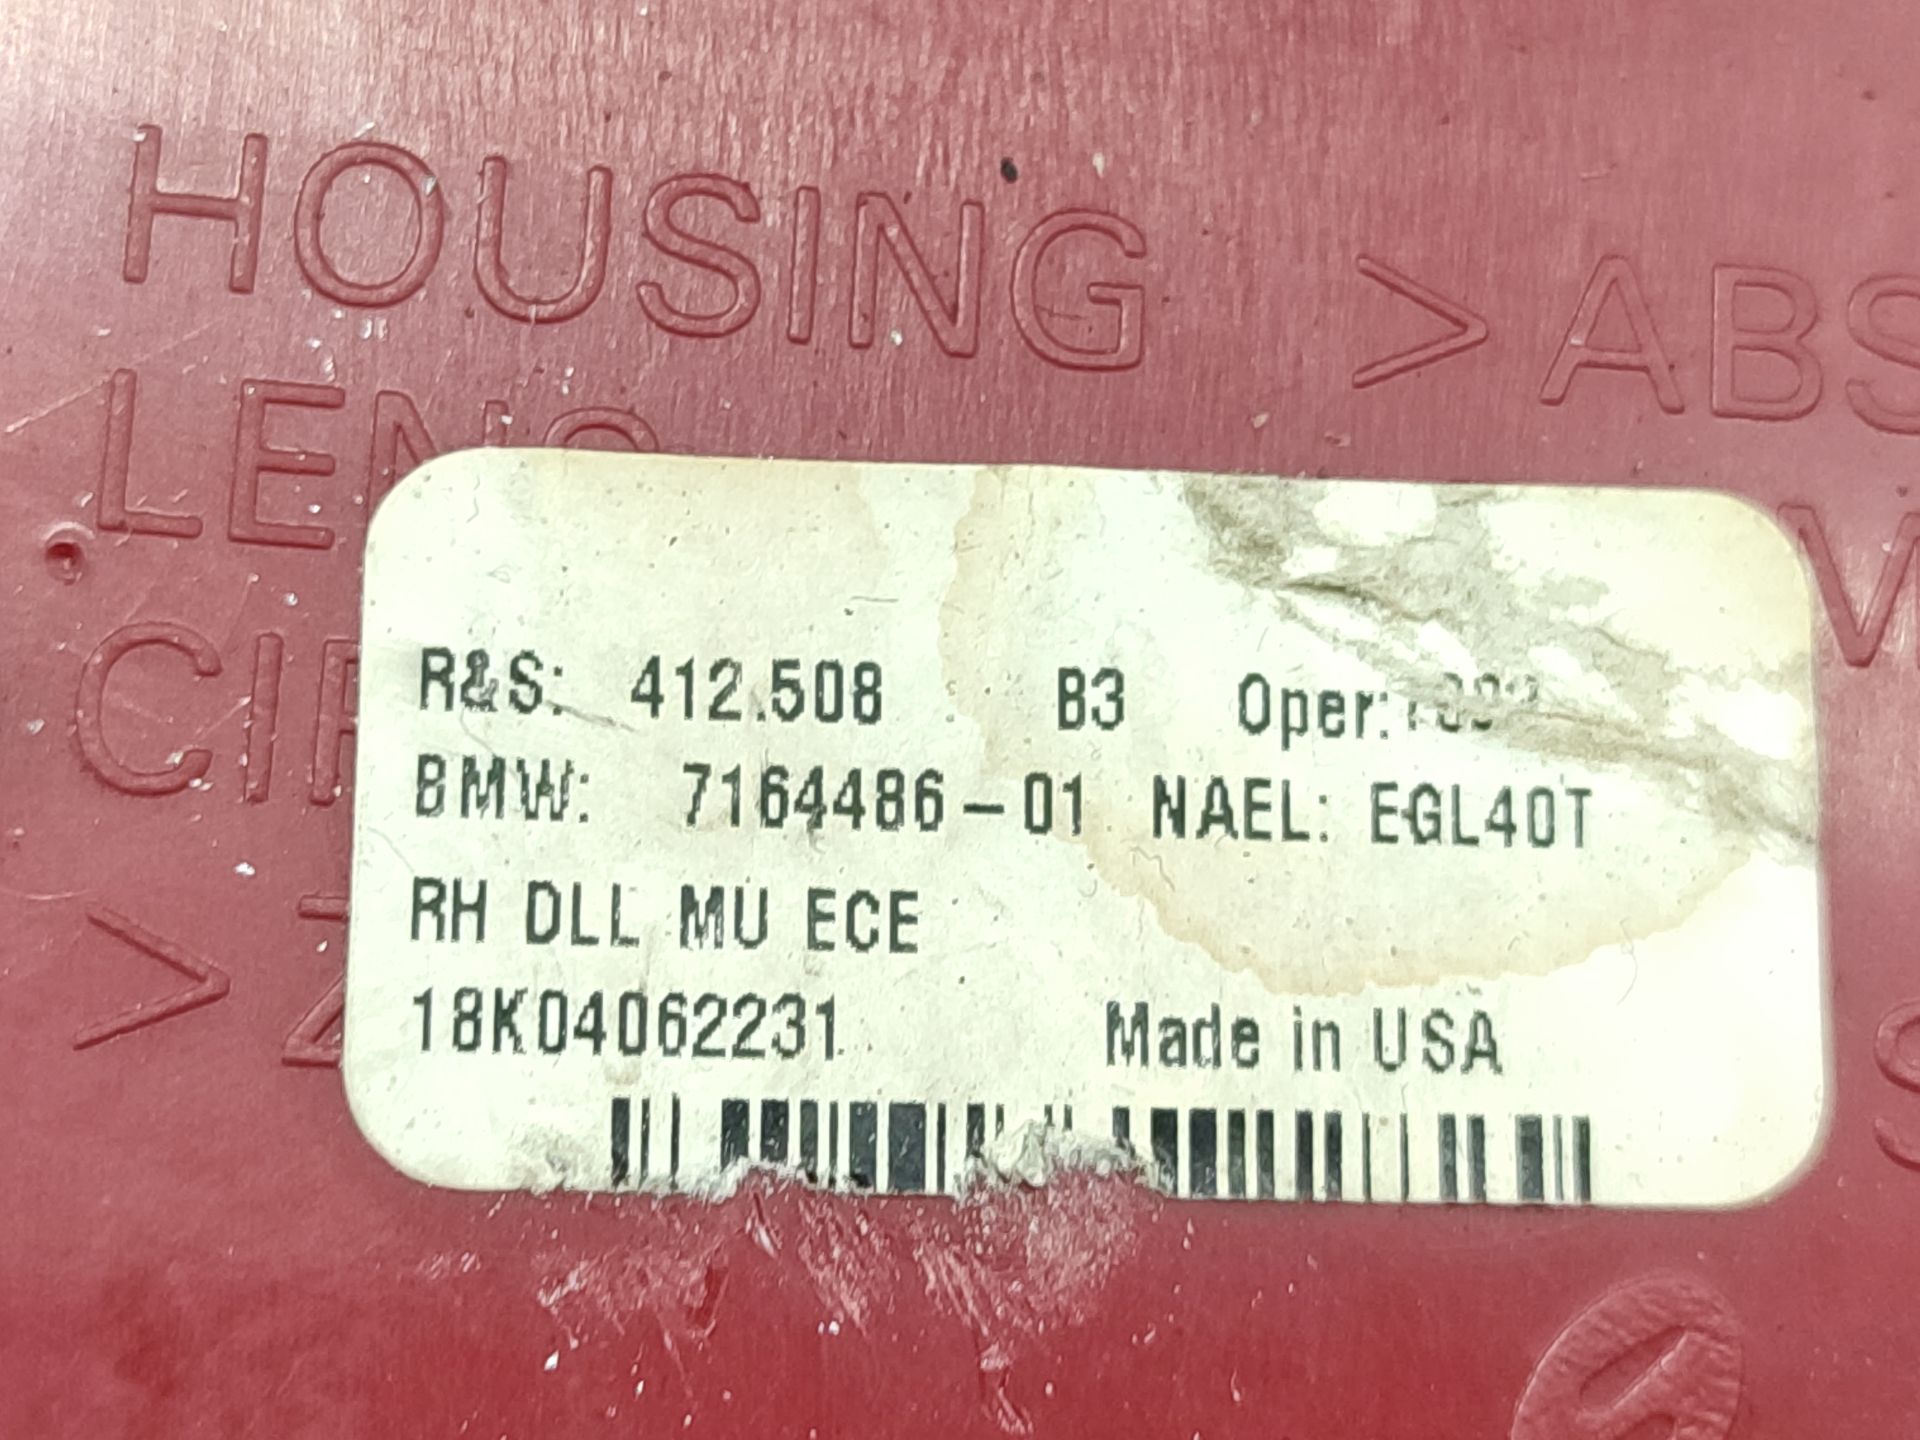 HOUSING >ABS
R&S: 412.508 B3 Oper:
BMW: 7164486-01 NAEL: EGL40T
RH DLL MU ECE
18K04062231 Made in USA